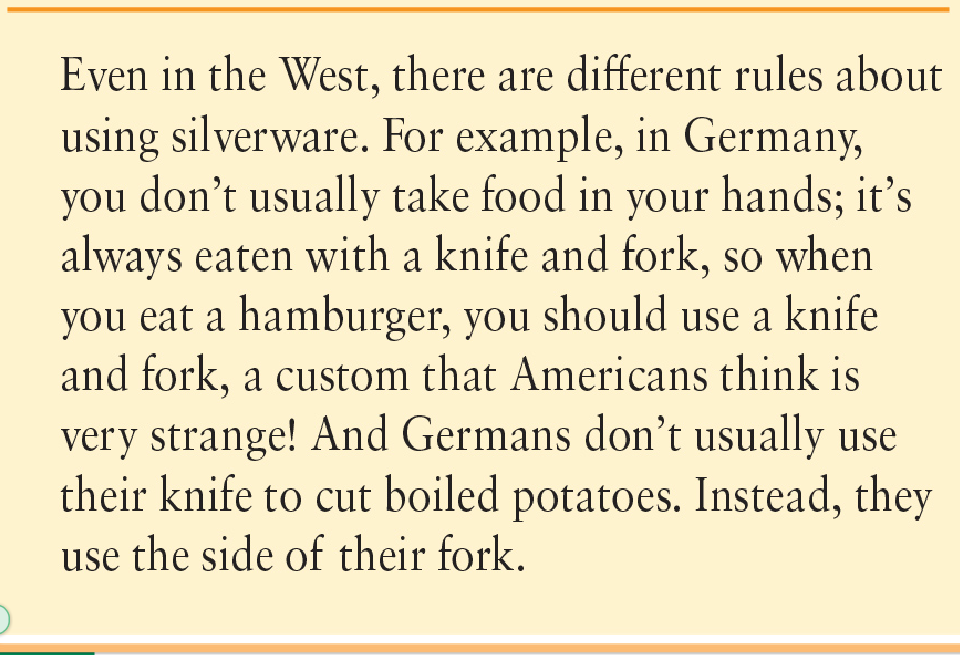 Even in the West, there are different rules about
using silverware. For example, in Germany,
you don’t usually take food in your hands; it’s
always eaten with a knife and fork, so when
you eat a hamburger, you should use a knife
and fork, a custom that Americans think is
very strange! And Germans don’t usually use
their knife to cut boiled potatoes. Instead, they
use the side of their fork.